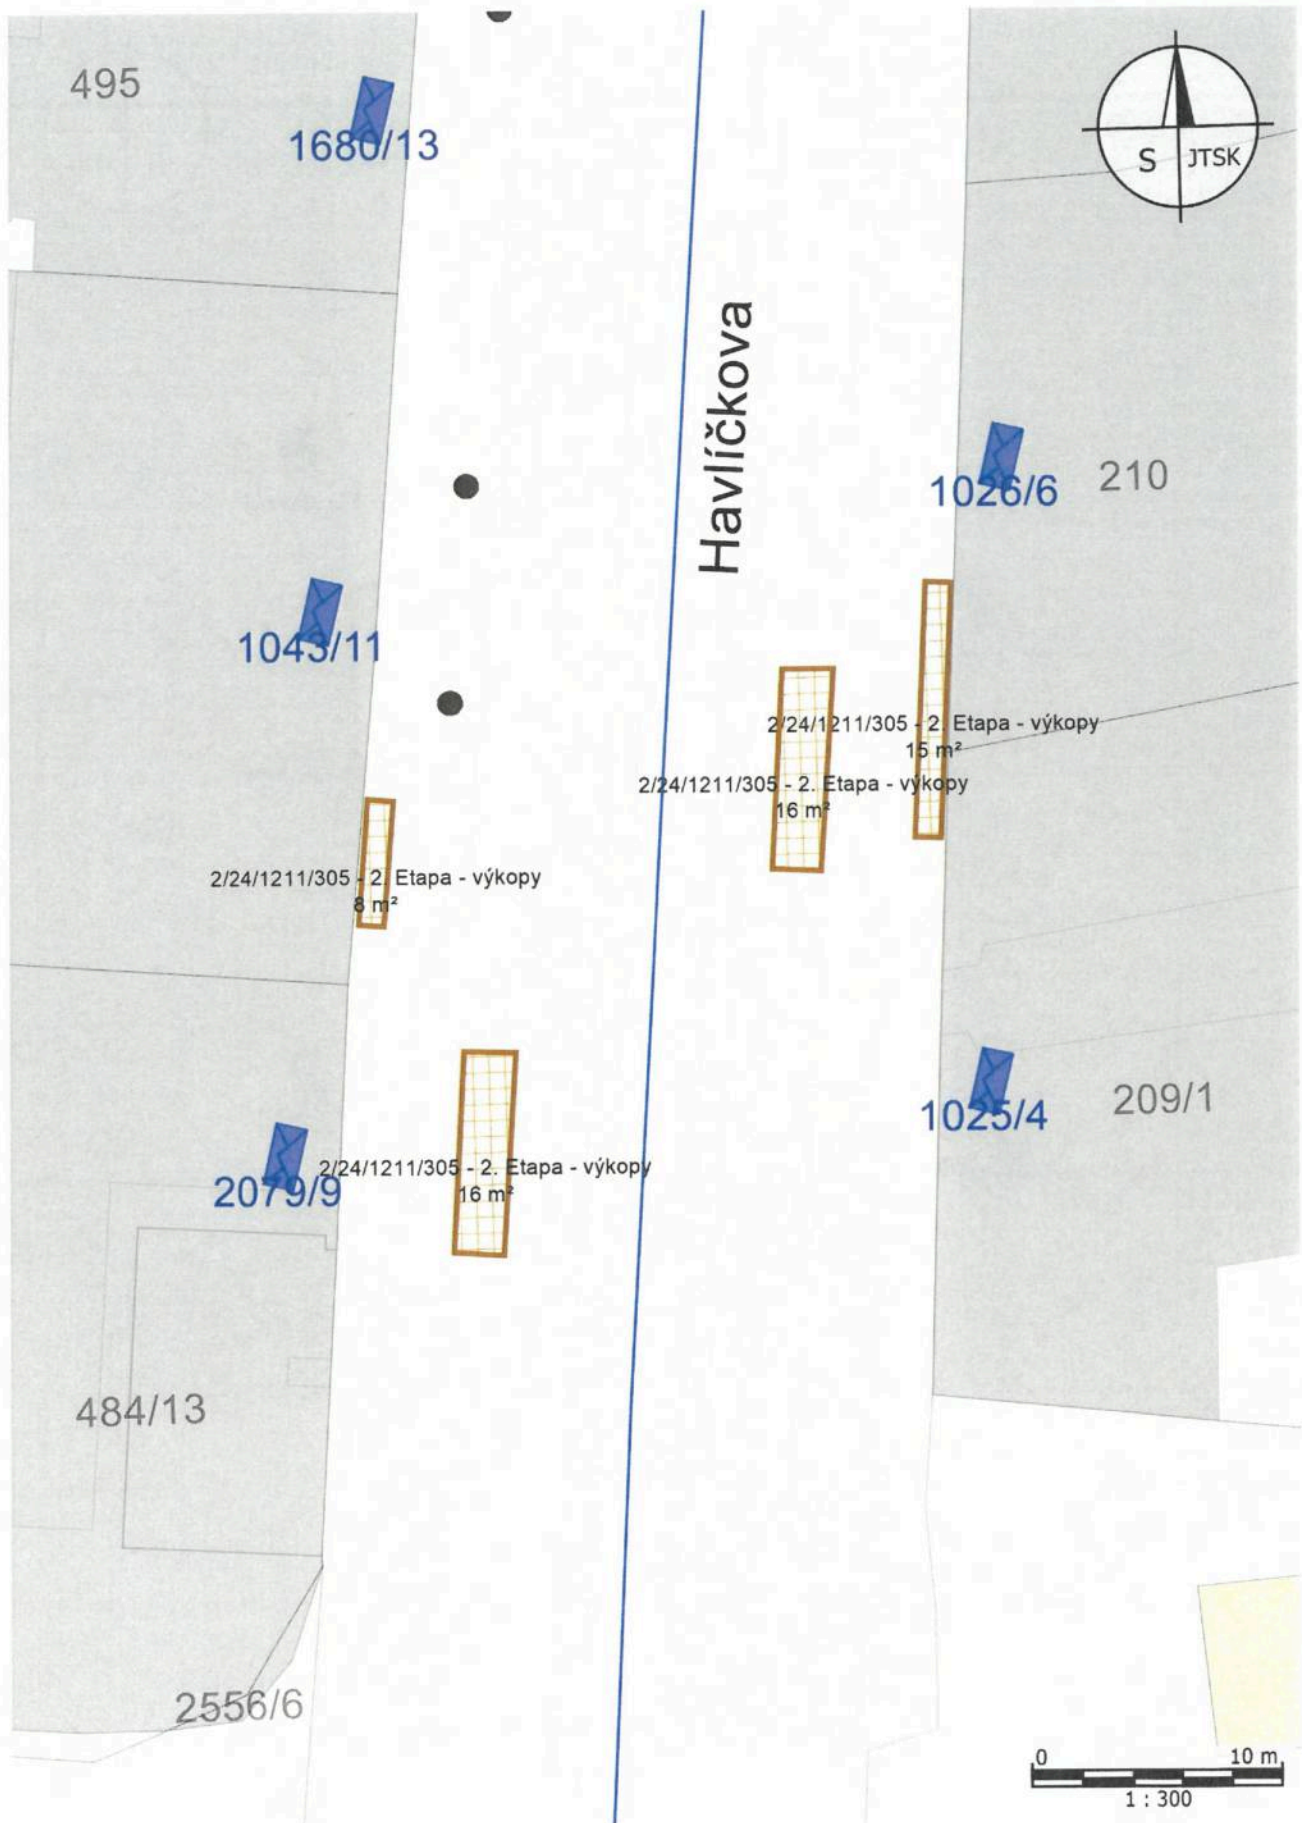 495
1680/13
S JTSK
Havlíčkova
1026/6
210
1043/11
2/24/1211/305 - 2. Etapa - výkopy
15 m²
2/24/1211/305 - 2. Etapa - výkopy
16 m²
2/24/1211/305 - 2. Etapa - výkopy
8 m²
1025/4
209/1
2079/9
2/24/1211/305 - 2. Etapa - výkopy
16 m²
484/13
2556/6
0 10 m
1 : 300